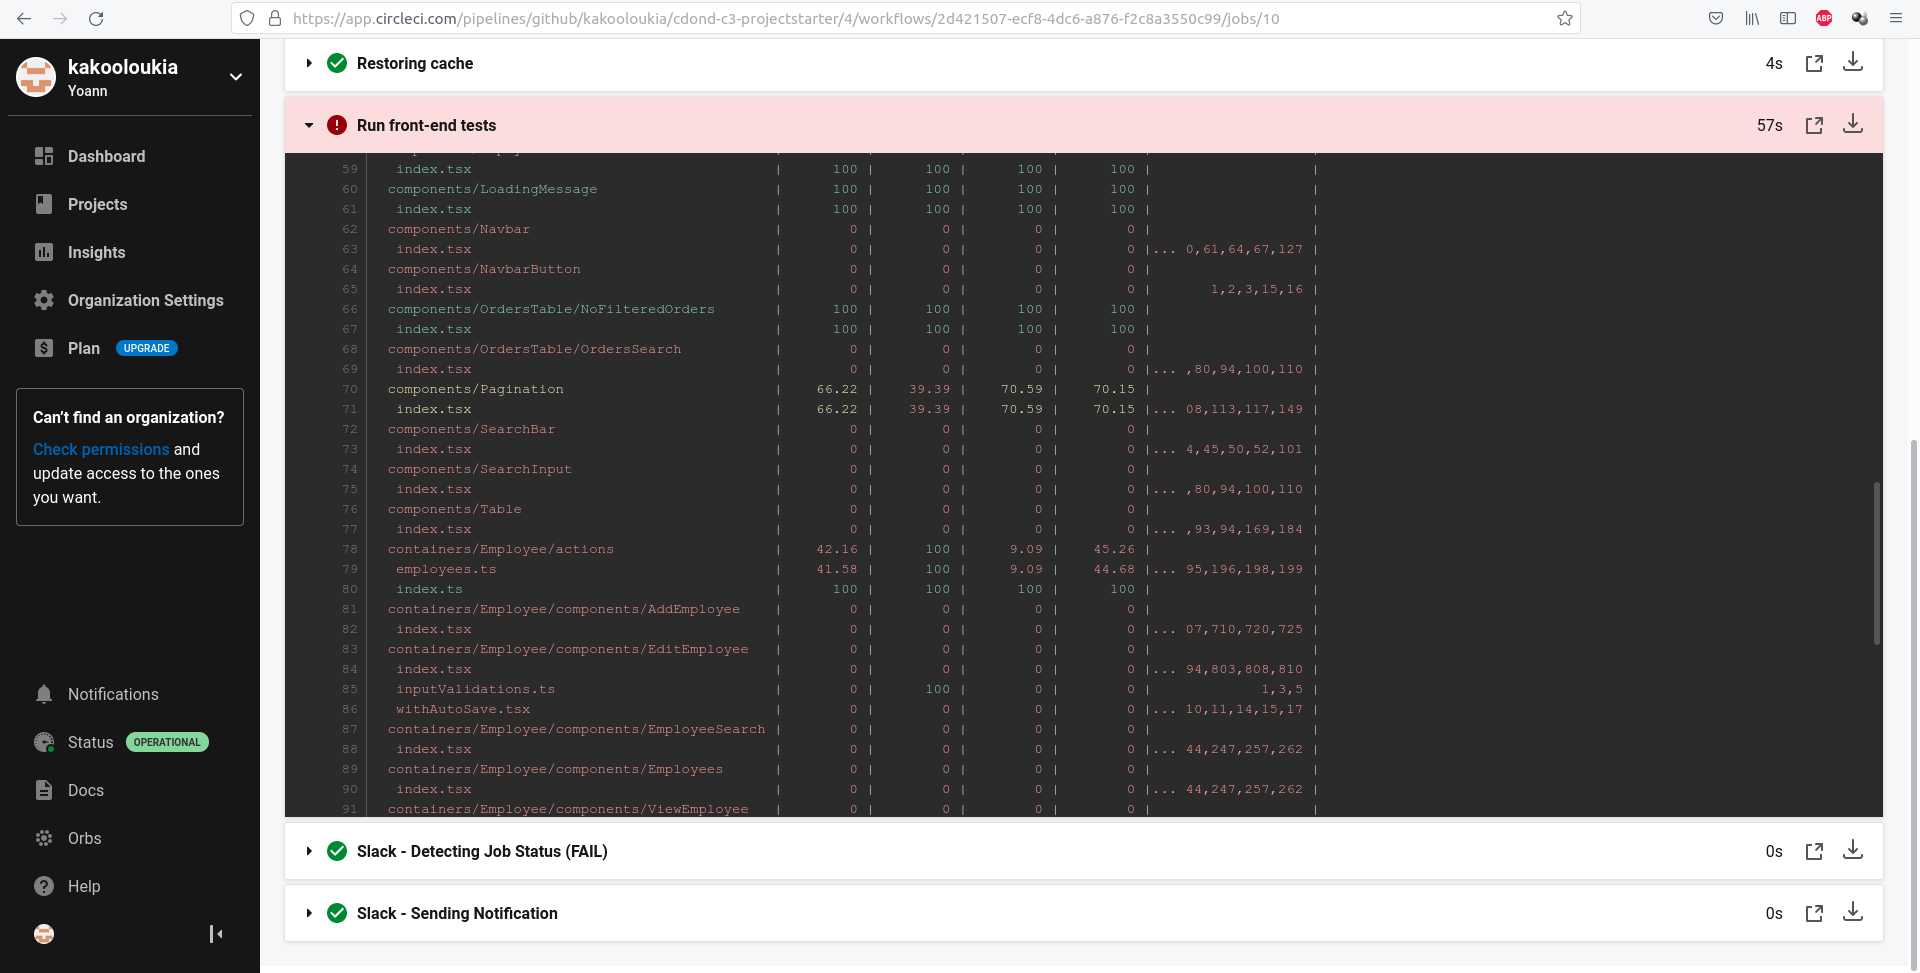 https://app.circleci.com/pipelines/github/kakooloukia/cdond-c3-projectstarter/4/workflows/2d421507-ecf8-4dc6-a876-f2c8a3550c99/jobs/10
ABP
kakooloukia
Yoann
Dashboard
Projects
Insights
Organization Settings
Plan UPGRADE
Can't find an organization?
Check permissions and
update access to the ones
you want.
Notifications
Status OPERATIONAL
Docs
Orbs
Help
Restoring cache 4s
Run front-end tests 57s
59 index.tsx | 100 | 100 | 100 | 100 | |
60 components/LoadingMessage | 100 | 100 | 100 | 100 | |
61 index.tsx | 100 | 100 | 100 | 100 | |
62 components/Navbar | 0 | 0 | 0 | 0 | |
63 index.tsx | 0 | 0 | 0 | 0 |... 0,61,64,67,127 |
64 components/NavbarButton | 0 | 0 | 0 | 0 | |
65 index.tsx | 0 | 0 | 0 | 0 | 1,2,3,15,16 |
66 components/OrdersTable/NoFilteredOrders | 100 | 100 | 100 | 100 | |
67 index.tsx | 100 | 100 | 100 | 100 | |
68 components/OrdersTable/OrdersSearch | 0 | 0 | 0 | 0 | |
69 index.tsx | 0 | 0 | 0 | 0 |... ,80,94,100,110 |
70 components/Pagination | 66.22 | 39.39 | 70.59 | 70.15 | |
71 index.tsx | 66.22 | 39.39 | 70.59 | 70.15 |... 08,113,117,149 |
72 components/SearchBar | 0 | 0 | 0 | 0 | |
73 index.tsx | 0 | 0 | 0 | 0 |... 4,45,50,52,101 |
74 components/SearchInput | 0 | 0 | 0 | 0 | |
75 index.tsx | 0 | 0 | 0 | 0 |... ,80,94,100,110 |
76 components/Table | 0 | 0 | 0 | 0 | |
77 index.tsx | 0 | 0 | 0 | 0 |... ,93,94,169,184 |
78 containers/Employee/actions | 42.16 | 100 | 9.09 | 45.26 | |
79 employees.ts | 41.58 | 100 | 9.09 | 44.68 |... 95,196,198,199 |
80 index.ts | 100 | 100 | 100 | 100 | |
81 containers/Employee/components/AddEmployee | 0 | 0 | 0 | 0 | |
82 index.tsx | 0 | 0 | 0 | 0 |... 07,710,720,725 |
83 containers/Employee/components/EditEmployee | 0 | 0 | 0 | 0 | |
84 index.tsx | 0 | 0 | 0 | 0 |... 94,803,808,810 |
85 inputValidations.ts | 0 | 100 | 0 | 0 | 1,3,5 |
86 withAutoSave.tsx | 0 | 0 | 0 | 0 |... 10,11,14,15,17 |
87 containers/Employee/components/EmployeeSearch | 0 | 0 | 0 | 0 | |
88 index.tsx | 0 | 0 | 0 | 0 |... 44,247,257,262 |
89 containers/Employee/components/Employees | 0 | 0 | 0 | 0 | |
90 index.tsx | 0 | 0 | 0 | 0 |... 44,247,257,262 |
91 containers/Employee/components/ViewEmployee | 0 | 0 | 0 | 0 | |
Slack - Detecting Job Status (FAIL) 0s
Slack - Sending Notification 0s